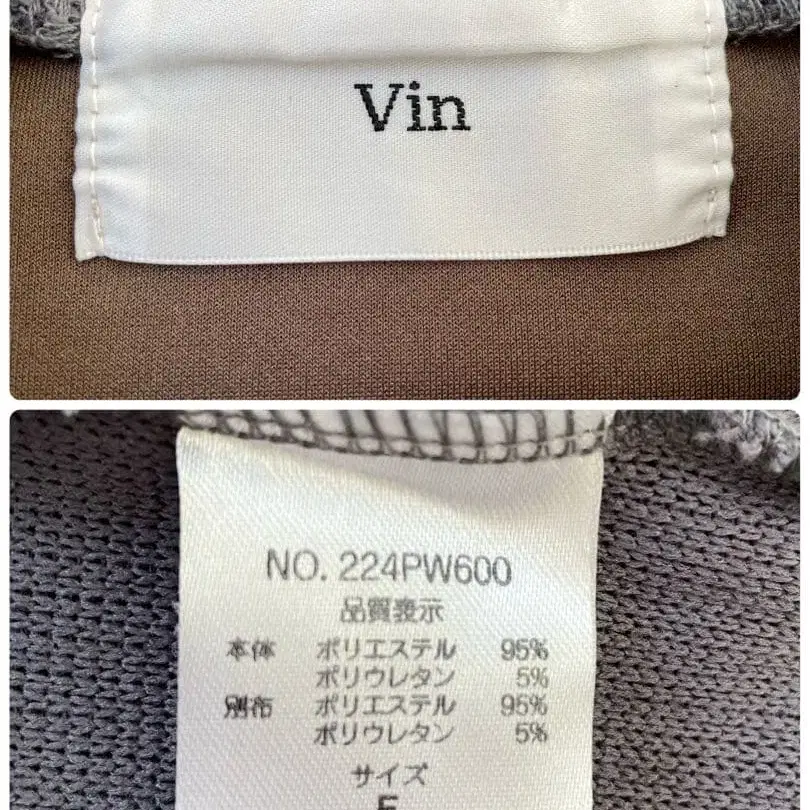 Vin
NO. 224PW600
品質表示
本体 ポリエステル 95%
ポリウレタン 5%
別布 ポリエステル 95%
ポリウレタン 5%
サイズ
F